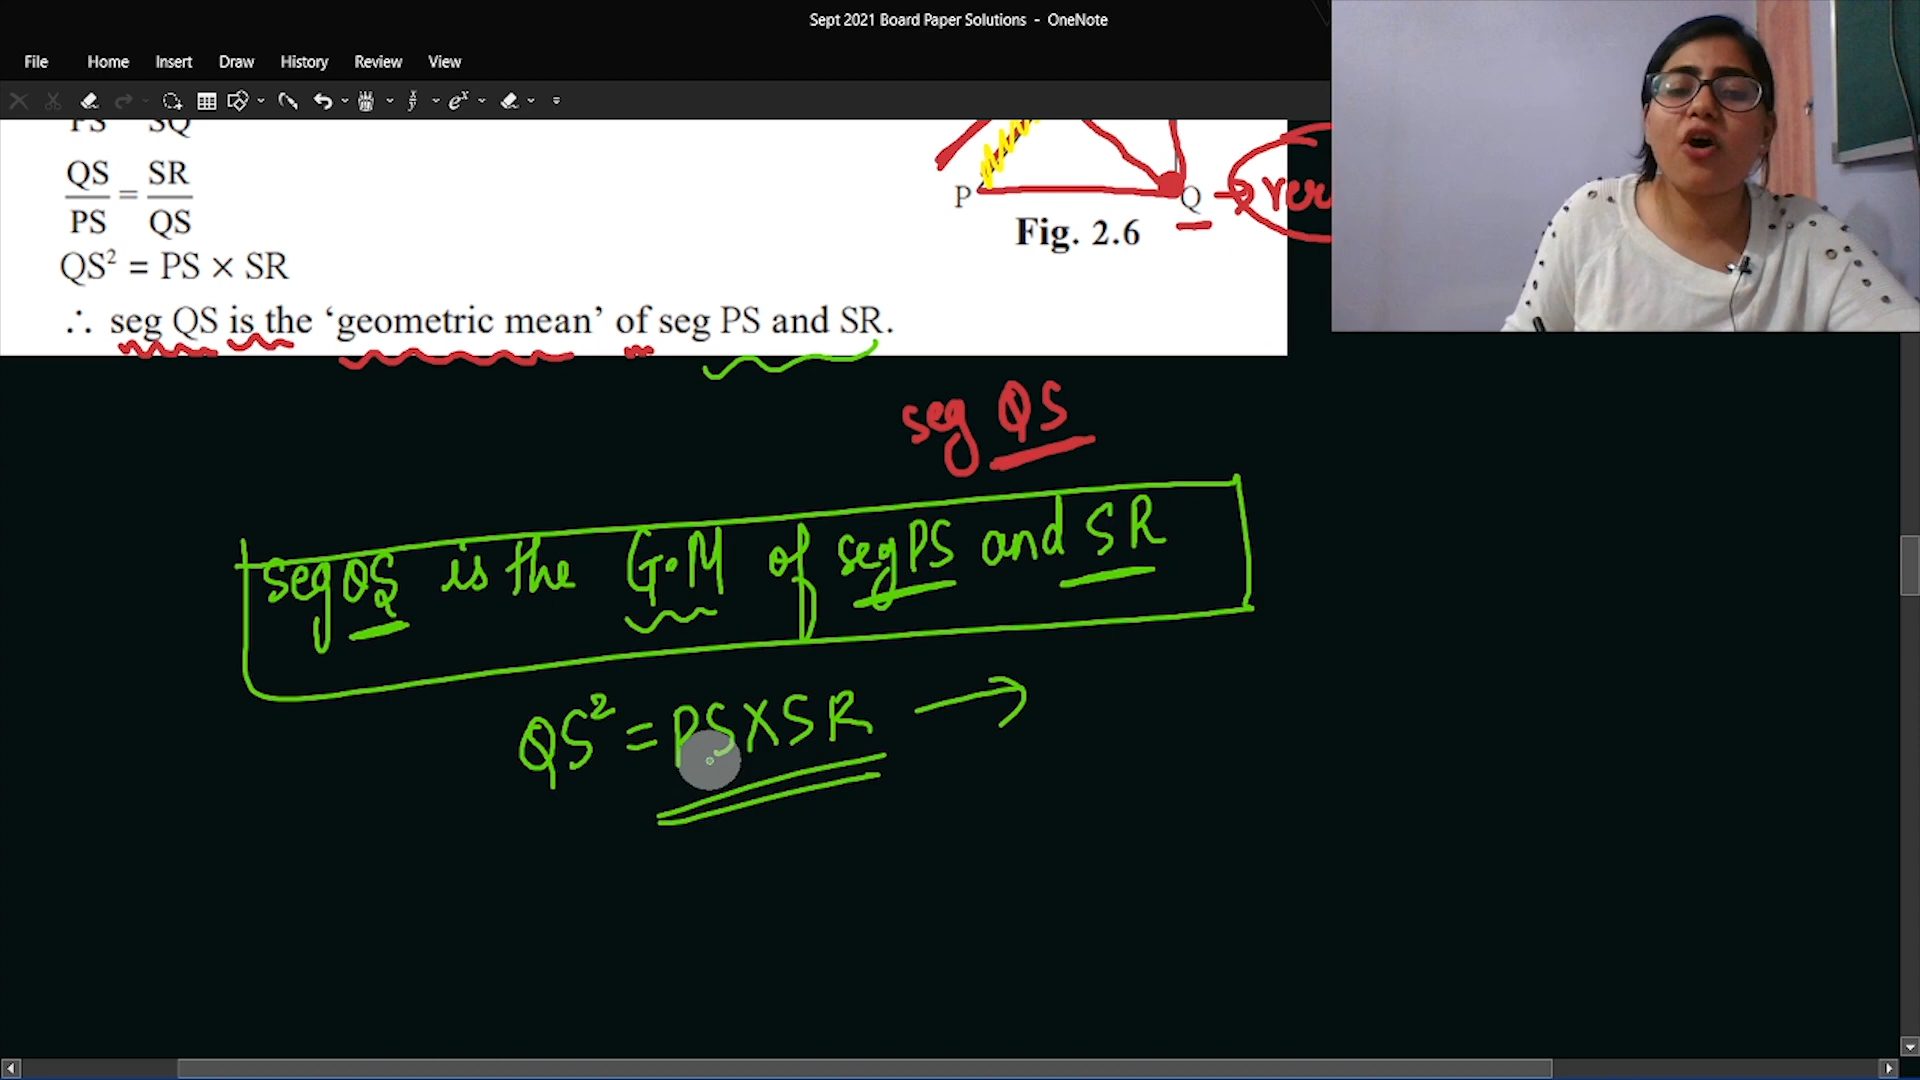 Sept 2021 Board Paper Solutions - OneNote
File Home Insert Draw History Review View
PS SQ
QS/PS = SR/QS
QS² = PS × SR
P Q
Fig. 2.6
∴ seg QS is the ‘geometric mean’ of seg PS and SR.
seg QS
seg QS is the G.M of seg PS and SR
QS² = PS X SR →